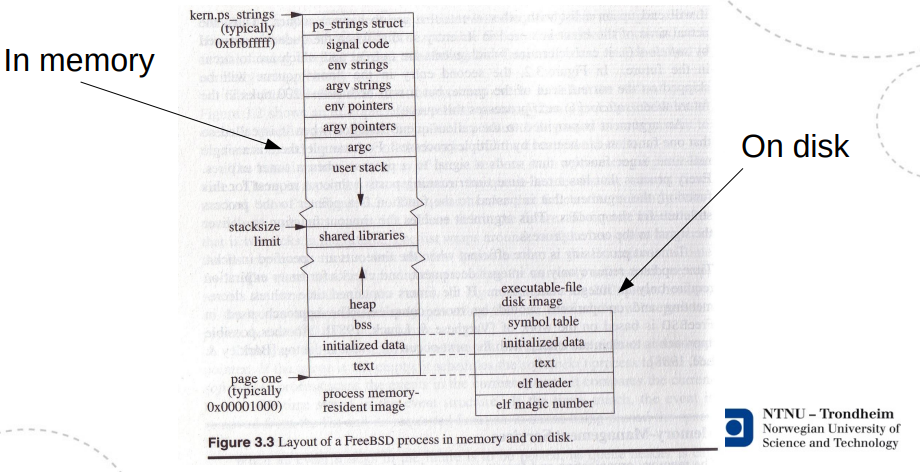 In memory
On disk
kern.ps_strings
(typically
0xbfbfffff)
ps_strings struct
signal code
env strings
argv strings
env pointers
argv pointers
argc
user stack
stacksize
limit
shared libraries
heap
bss
initialized data
text
page one
(typically
0x00001000)
process memory-
resident image
executable-file
disk image
symbol table
initialized data
text
elf header
elf magic number
Figure 3.3 Layout of a FreeBSD process in memory and on disk.
NTNU – Trondheim
Norwegian University of
Science and Technology